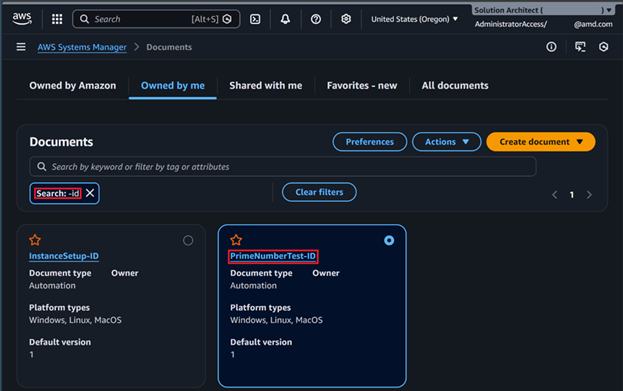 Solution Architect ( ) ▼
aws Search [Alt+S] United States (Oregon) ▼ AdministratorAccess/ @amd.com
AWS Systems Manager > Documents
Owned by Amazon Owned by me Shared with me Favorites - new All documents
Documents Preferences Actions ▼ Create document ▼
Search by keyword or filter by tag or attributes
Search: -id × Clear filters < 1 >
InstanceSetup-ID
Document type Owner
Automation
Platform types
Windows, Linux, MacOS
Default version
1
PrimeNumberTest-ID
Document type Owner
Automation
Platform types
Windows, Linux, MacOS
Default version
1